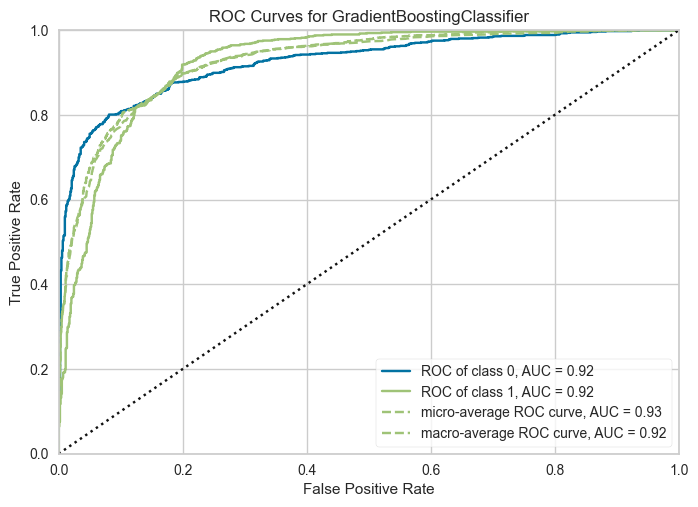 ROC Curves for GradientBoostingClassifier
1.0
0.8
0.6
0.4
0.2
0.0
True Positive Rate
ROC of class 0, AUC = 0.92
ROC of class 1, AUC = 0.92
micro-average ROC curve, AUC = 0.93
macro-average ROC curve, AUC = 0.92
0.0 0.2 0.4 0.6 0.8 1.0
False Positive Rate